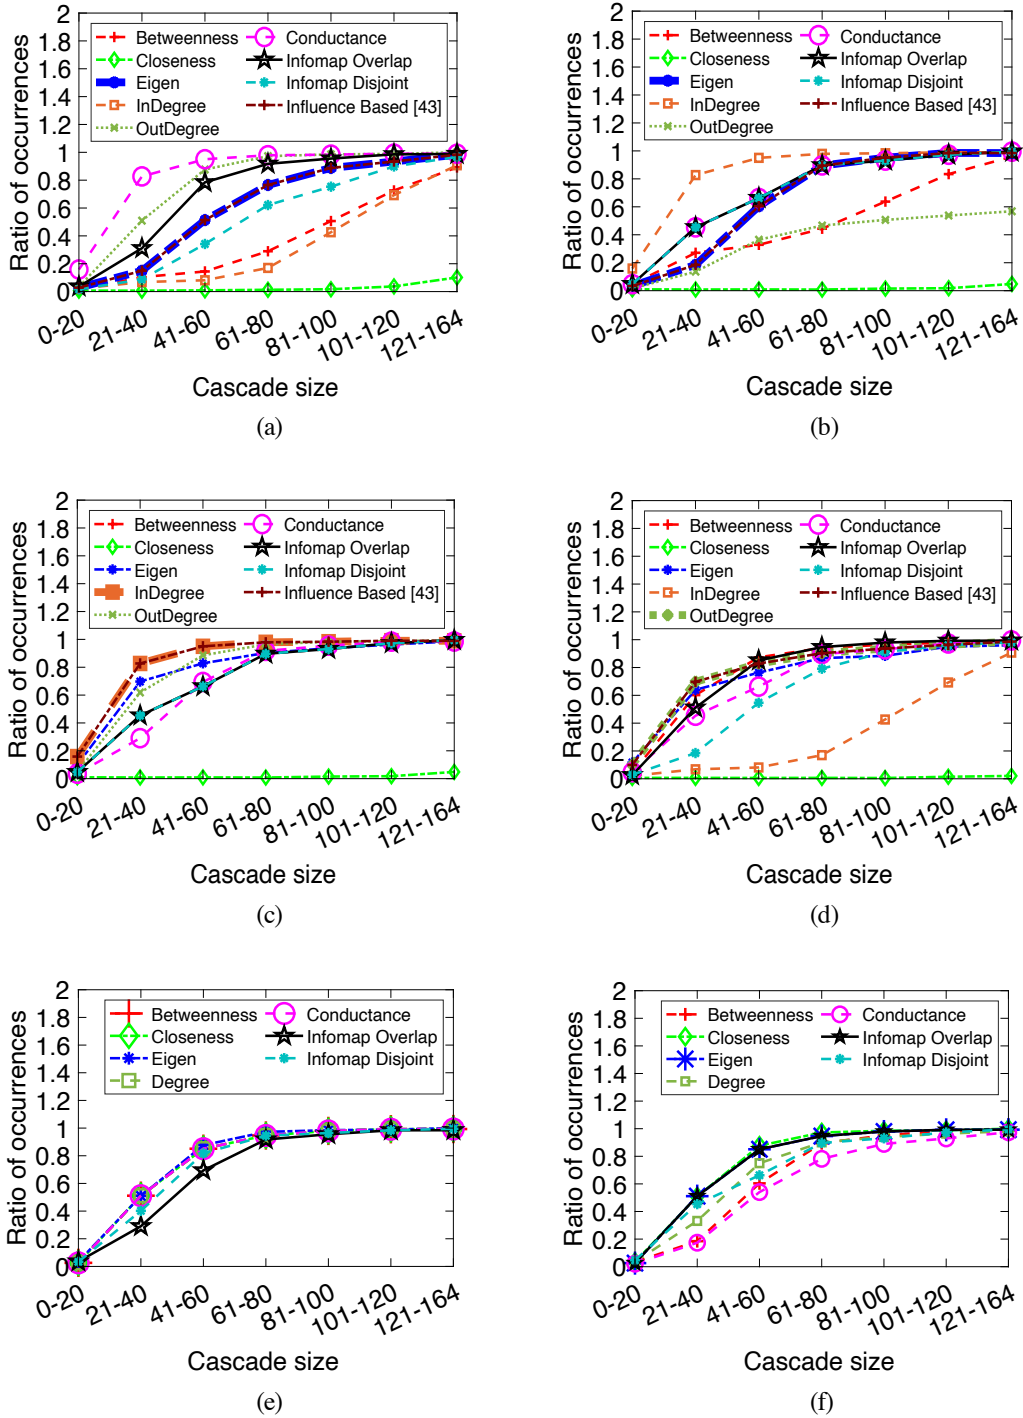 Ratio of occurrences
2
1.8
1.6
1.4
1.2
1
0.8
0.6
0.4
0.2
0
Betweenness
Closeness
Eigen
InDegree
OutDegree
Conductance
Infomap Overlap
Infomap Disjoint
Influence Based [43]
0-20
21-40
41-60
61-80
81-100
101-120
121-164
Cascade size
(a)
Ratio of occurrences
2
1.8
1.6
1.4
1.2
1
0.8
0.6
0.4
0.2
0
Betweenness
Closeness
Eigen
InDegree
OutDegree
Conductance
Infomap Overlap
Infomap Disjoint
Influence Based [43]
0-20
21-40
41-60
61-80
81-100
101-120
121-164
Cascade size
(b)
Ratio of occurrences
2
1.8
1.6
1.4
1.2
1
0.8
0.6
0.4
0.2
0
Betweenness
Closeness
Eigen
InDegree
OutDegree
Conductance
Infomap Overlap
Infomap Disjoint
Influence Based [43]
0-20
21-40
41-60
61-80
81-100
101-120
121-164
Cascade size
(c)
Ratio of occurrences
2
1.8
1.6
1.4
1.2
1
0.8
0.6
0.4
0.2
0
Betweenness
Closeness
Eigen
InDegree
OutDegree
Conductance
Infomap Overlap
Infomap Disjoint
Influence Based [43]
0-20
21-40
41-60
61-80
81-100
101-120
121-164
Cascade size
(d)
Ratio of occurrences
2
1.8
1.6
1.4
1.2
1
0.8
0.6
0.4
0.2
0
Betweenness
Closeness
Eigen
Degree
Conductance
Infomap Overlap
Infomap Disjoint
0-20
21-40
41-60
61-80
81-100
101-120
121-164
Cascade size
(e)
Ratio of occurrences
2
1.8
1.6
1.4
1.2
1
0.8
0.6
0.4
0.2
0
Betweenness
Closeness
Eigen
Degree
Conductance
Infomap Overlap
Infomap Disjoint
0-20
21-40
41-60
61-80
81-100
101-120
121-164
Cascade size
(f)